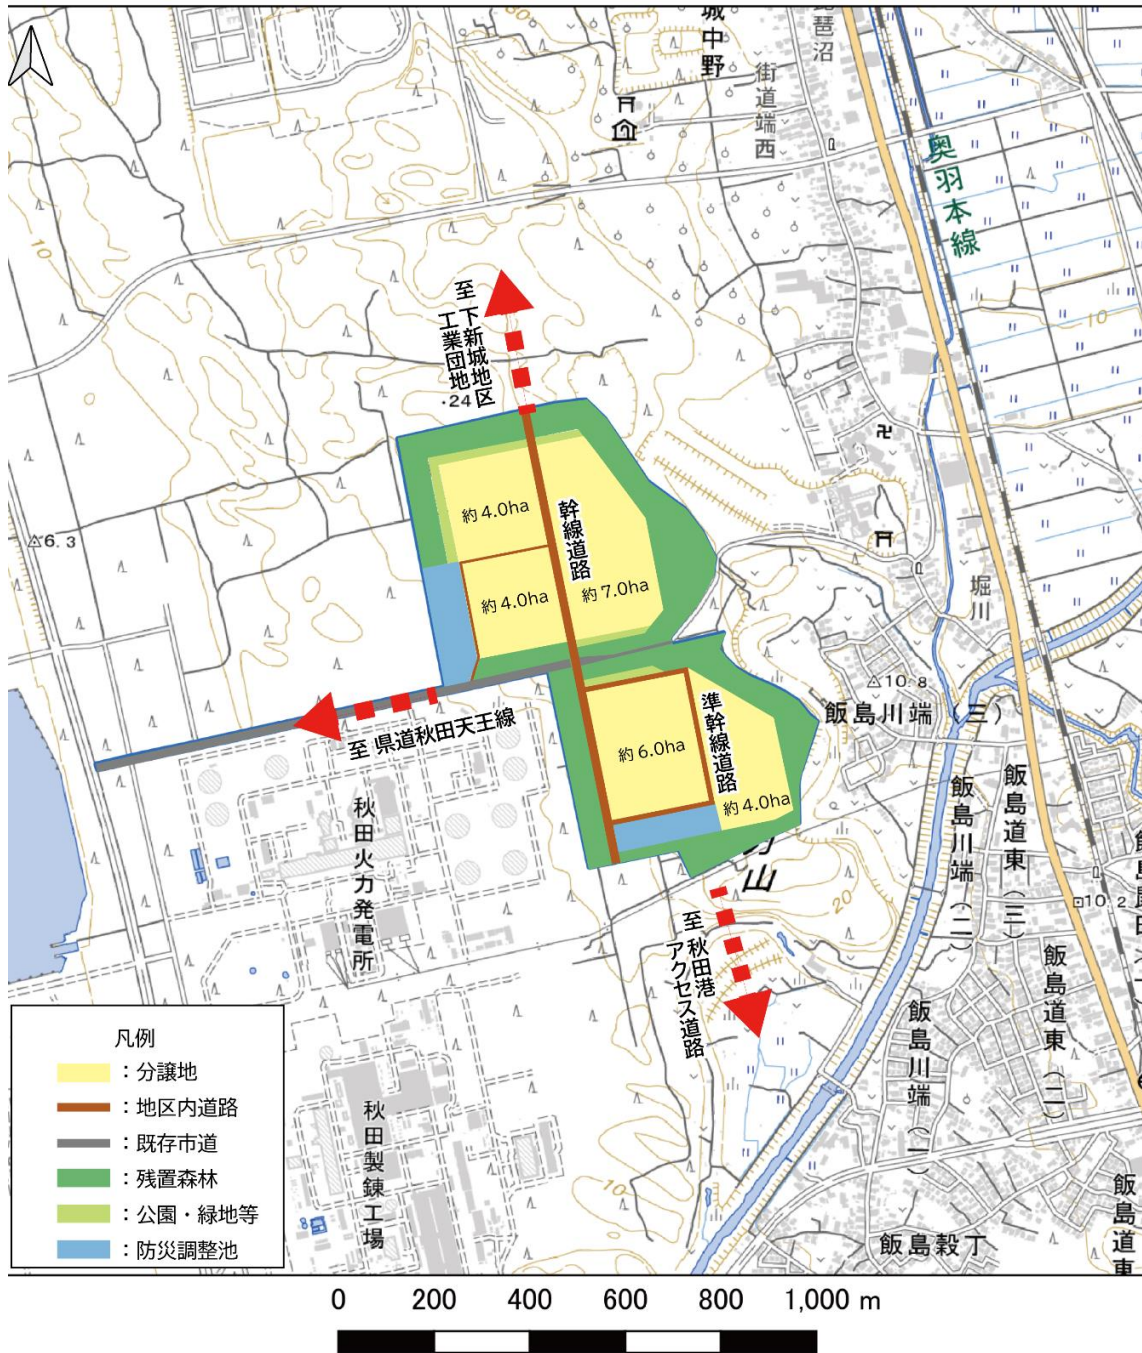 城中野
琵琶沼
街道端西
奥羽本線
10
10
至 下新城地区
工業団地
・24
約 4.0ha
幹線道路
約 4.0ha
約 7.0ha
6.3
堀川
10.8
飯島川端(三)
至 県道秋田天王線
準幹線道路
約 6.0ha
約 4.0ha
山
秋田火力発電所
飯島川端(二)
飯島道東(三)
10.2
20
至 秋田港
アクセス道路
飯島道東(二)
飯島川端(一)
秋田製錬工場
10
飯島穀丁
飯島道東
凡例
:分譲地
:地区内道路
:既存市道
:残置森林
:公園・緑地等
:防災調整池
0 200 400 600 800 1,000 m